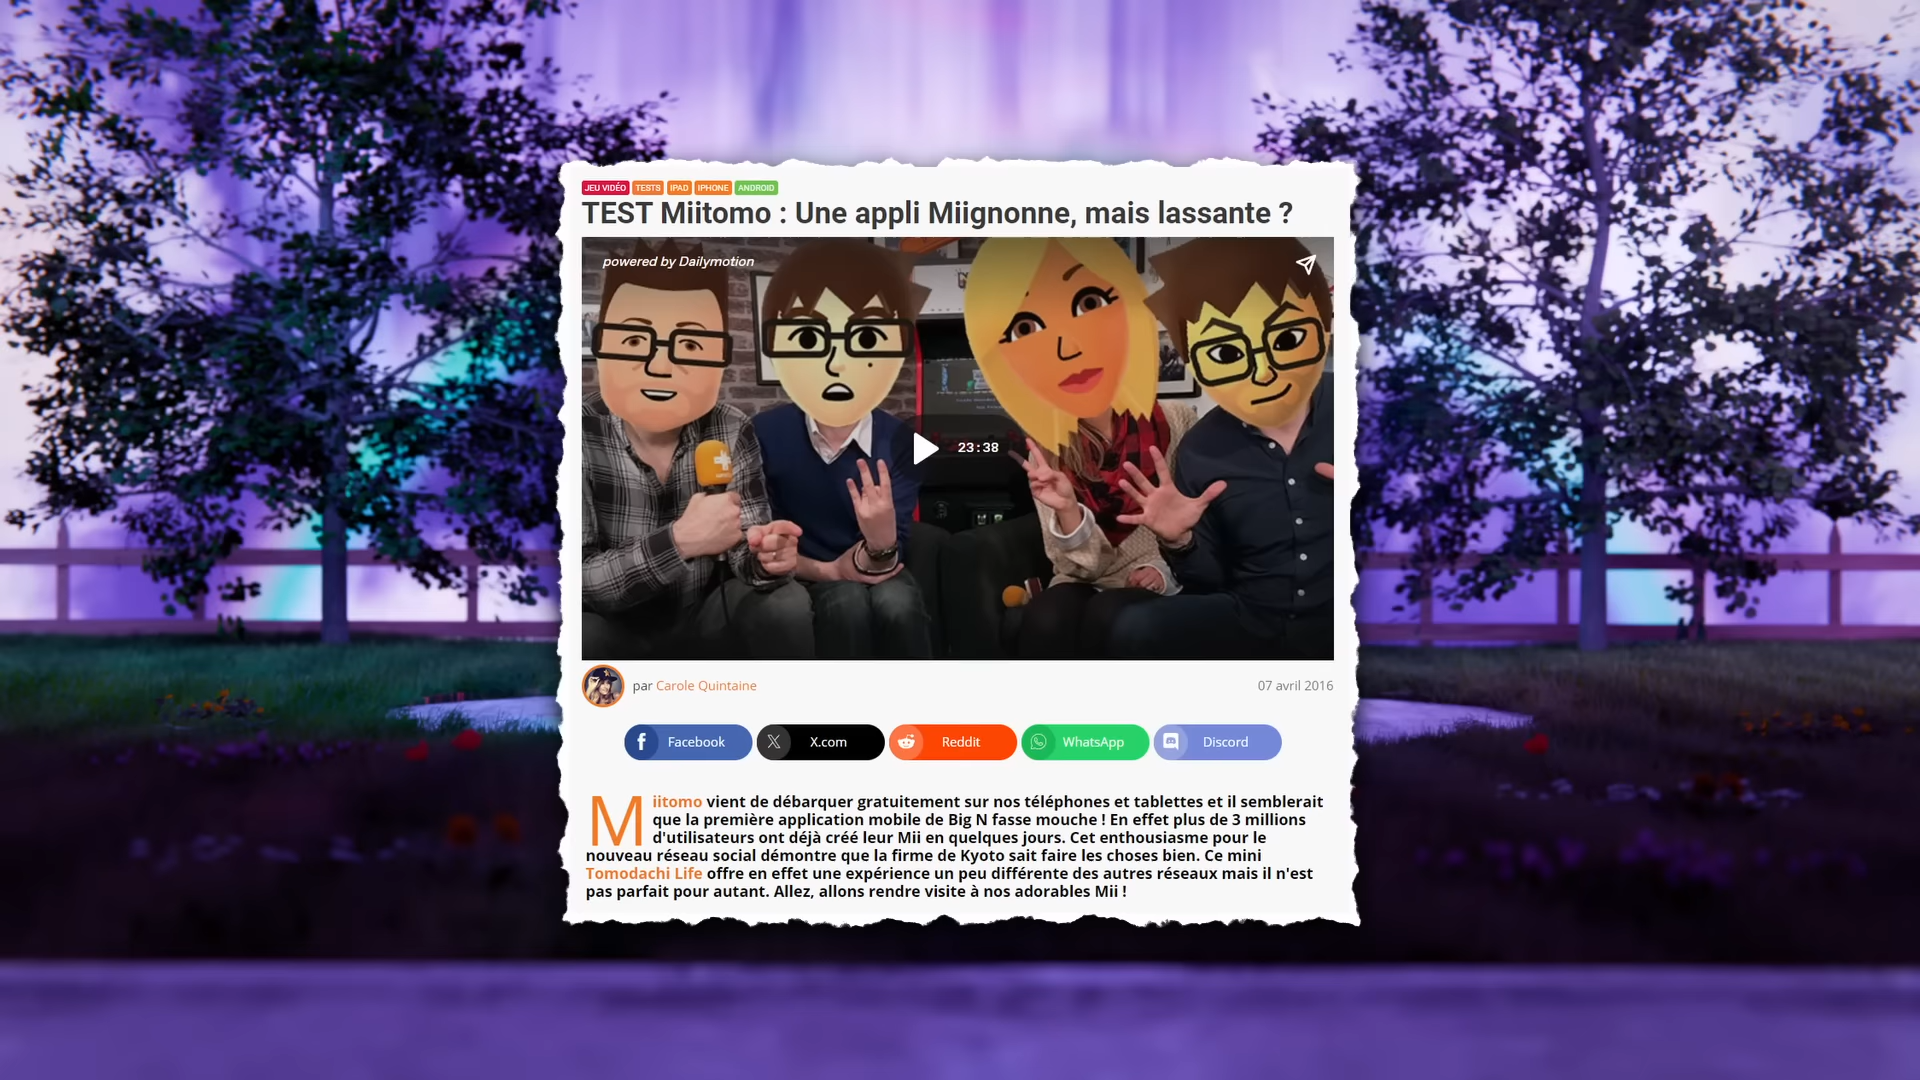 JEU VIDÉO TESTS IPAD IPHONE ANDROID
TEST Miitomo : Une appli Miignonne, mais lassante ?
powered by Dailymotion
23:38
par Carole Quintaine
07 avril 2016
Facebook X.com Reddit WhatsApp Discord
Miitomo vient de débarquer gratuitement sur nos téléphones et tablettes et il semblerait
que la première application mobile de Big N fasse mouche ! En effet plus de 3 millions
d'utilisateurs ont déjà créé leur Mii en quelques jours. Cet enthousiasme pour le
nouveau réseau social démontre que la firme de Kyoto sait faire les choses bien. Ce mini
Tomodachi Life offre en effet une expérience un peu différente des autres réseaux mais il n'est
pas parfait pour autant. Allez, allons rendre visite à nos adorables Mii !